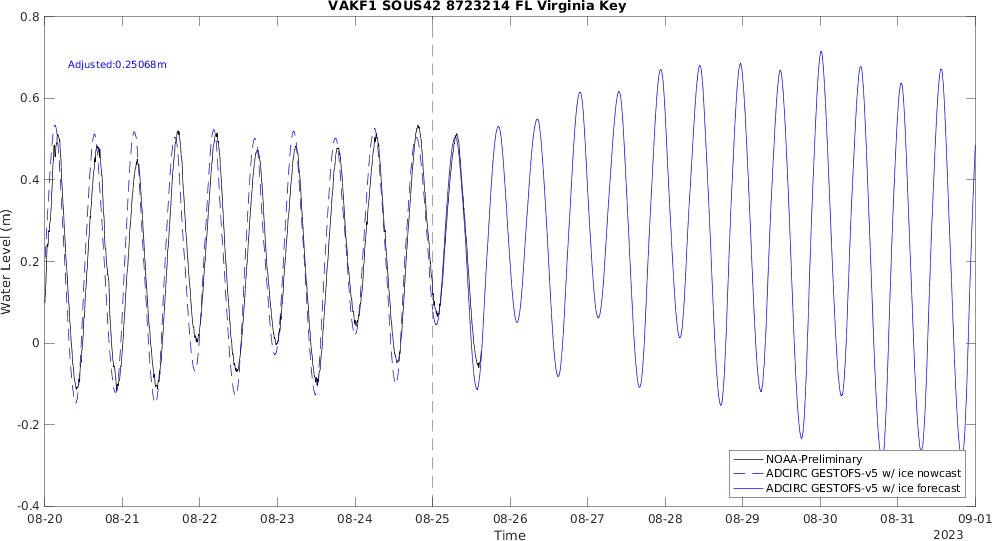 VAKF1 SOUS42 8723214 FL Virginia Key
Adjusted:0.25068m
Water Level (m)
0.8
0.6
0.4
0.2
0
-0.2
-0.4
NOAA-Preliminary
ADCIRC GESTOFS-v5 w/ ice nowcast
ADCIRC GESTOFS-v5 w/ ice forecast
08-20 08-21 08-22 08-23 08-24 08-25 08-26 08-27 08-28 08-29 08-30 08-31 09-01
Time
2023